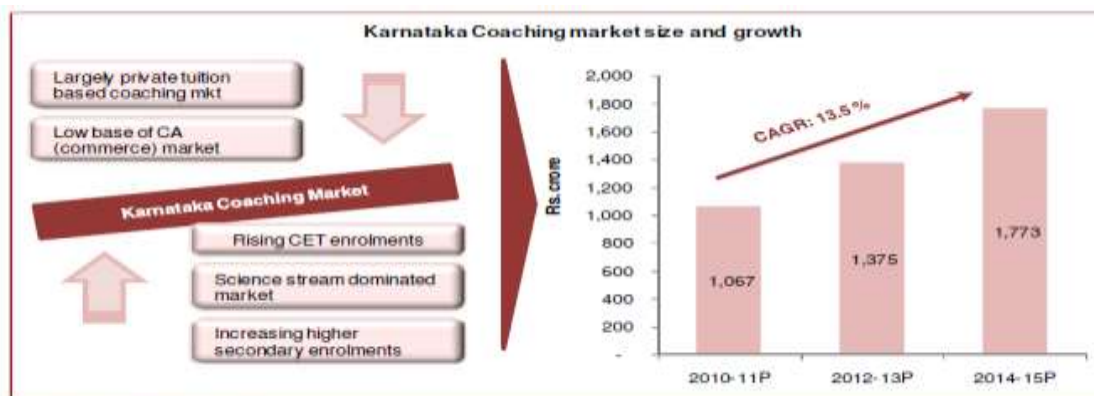 Karnataka Coaching market size and growth
Largely private tuition
based coaching mkt
Low base of CA
(commerce) market
Karnataka Coaching Market
Rising CET enrolments
Science stream dominated
market
Increasing higher
secondary enrolments
Rs. crore
2,000
1,800
1,600
1,400
1,200
1,000
800
600
400
200
-
CAGR: 13.5%
1,067
1,375
1,773
2010-11P
2012-13P
2014-15P